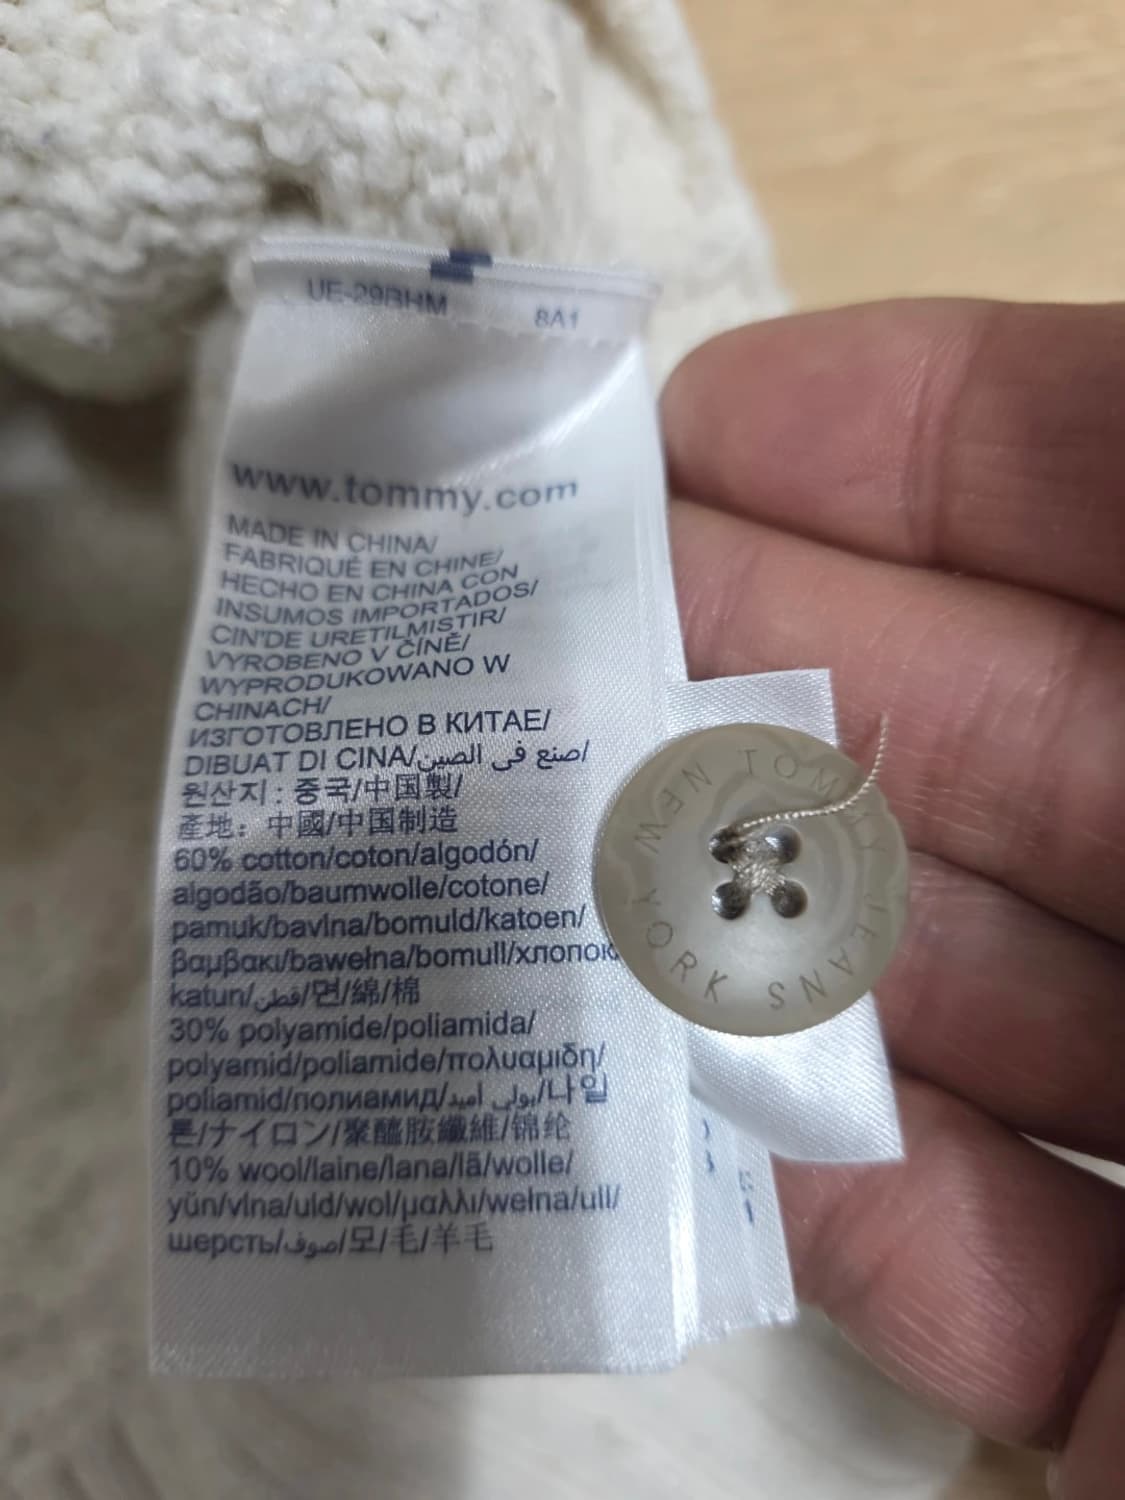 UE-29BHM 8A1
www.tommy.com
MADE IN CHINA/
FABRIQUÉ EN CHINE/
HECHO EN CHINA CON
INSUMOS IMPORTADOS/
CIN'DE URETILMISTIR/
VYROBENO V ČÍNĚ/
WYPRODUKOWANO W
CHINACH/
ИЗГОТОВЛЕНО В КИТАЕ/
DIBUAT DI CINA/صنع في الصين/
원산지 : 중국/中国製/
產地: 中國/中国制造
60% cotton/coton/algodón/
algodão/baumwolle/cotone/
pamuk/bavlna/bomuld/katoen/
βαμβακι/bawełna/bomull/хлопок
katun/قطن/면/綿/棉
30% polyamide/poliamida/
polyamid/poliamide/πολυαμιδη/
poliamid/полиамид/بولي اميد/나일
론/ナイロン/聚醯胺纖維/锦纶
10% wool/laine/lana/lã/wolle/
yün/vlna/uld/wol/μαλλι/wełna/ull/
шерсть/صوف/모/毛/羊毛
TOMMY JEANS
NEW YORK